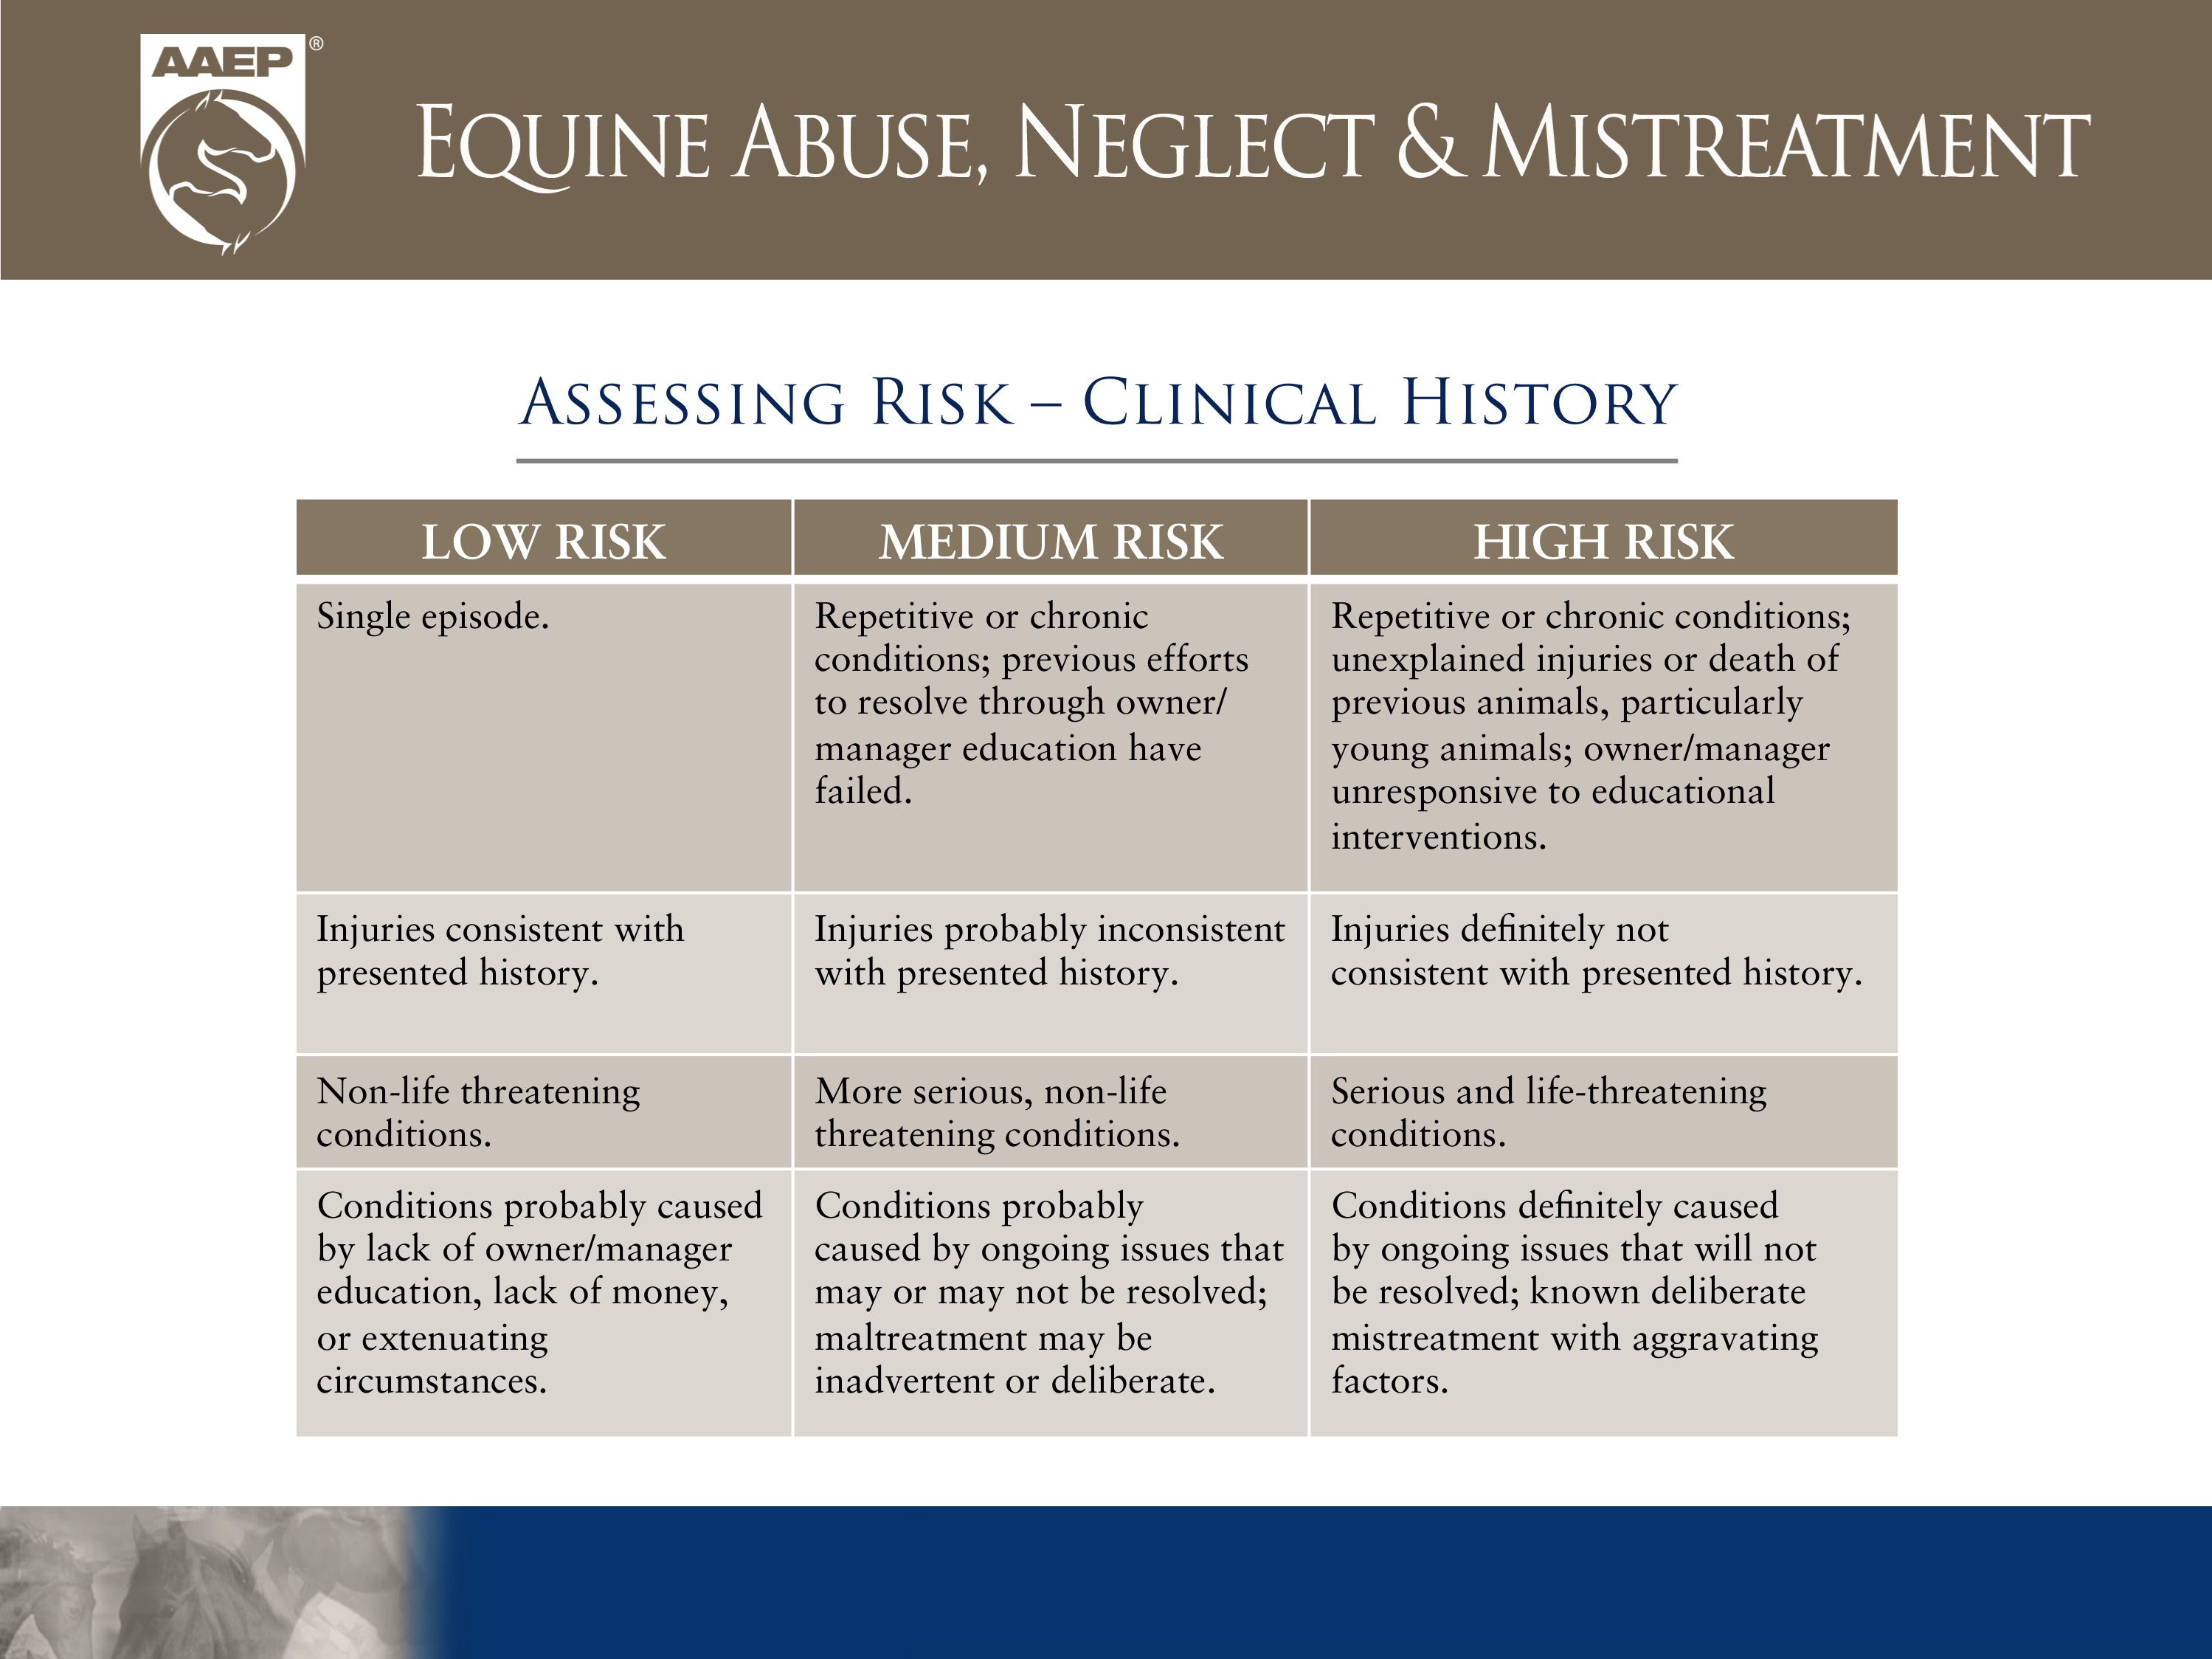 AAEP ®
EQUINE ABUSE, NEGLECT & MISTREATMENT
ASSESSING RISK – CLINICAL HISTORY
LOW RISK
MEDIUM RISK
HIGH RISK
Single episode.
Repetitive or chronic
conditions; previous efforts
to resolve through owner/
manager education have
failed.
Repetitive or chronic conditions;
unexplained injuries or death of
previous animals, particularly
young animals; owner/manager
unresponsive to educational
interventions.
Injuries consistent with
presented history.
Injuries probably inconsistent
with presented history.
Injuries definitely not
consistent with presented history.
Non-life threatening
conditions.
More serious, non-life
threatening conditions.
Serious and life-threatening
conditions.
Conditions probably caused
by lack of owner/manager
education, lack of money,
or extenuating
circumstances.
Conditions probably
caused by ongoing issues that
may or may not be resolved;
maltreatment may be
inadvertent or deliberate.
Conditions definitely caused
by ongoing issues that will not
be resolved; known deliberate
mistreatment with aggravating
factors.